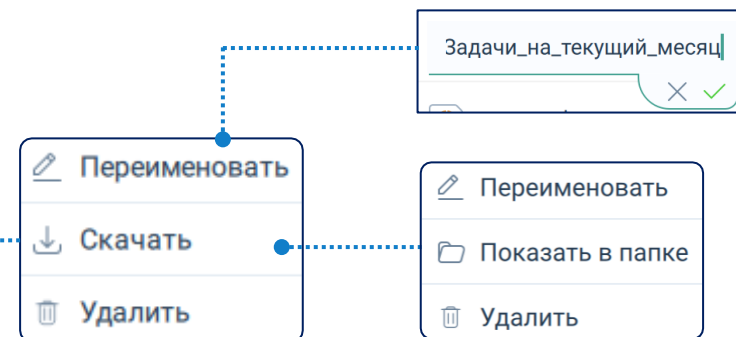 Задачи_на_текущий_месяц
Переименовать
Скачать
Удалить
Переименовать
Показать в папке
Удалить